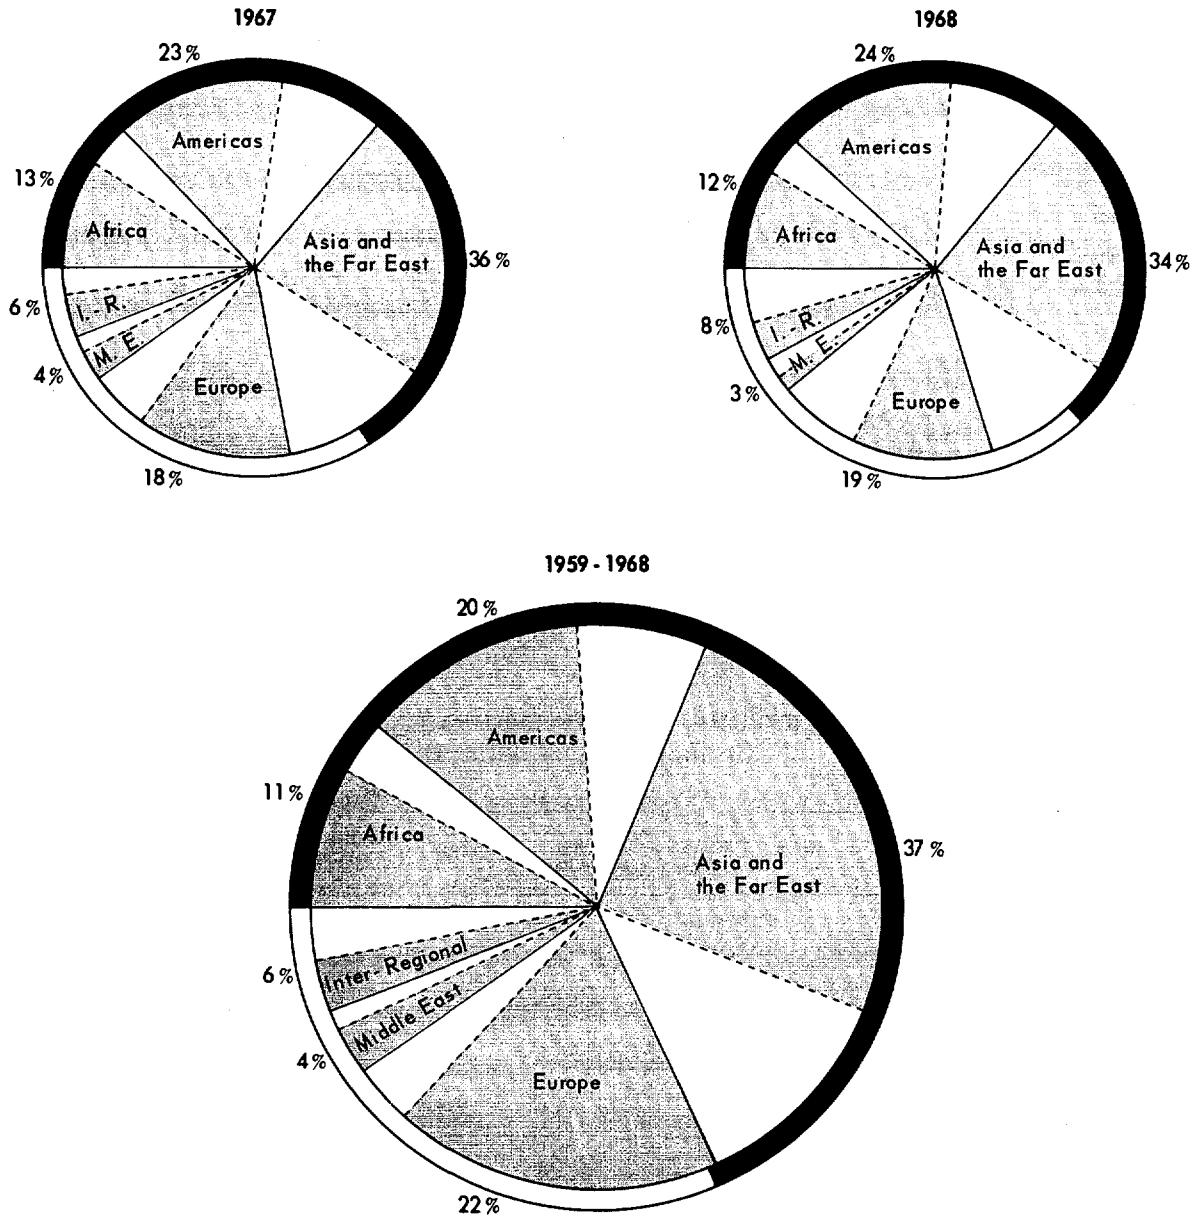 1967
23%
Americas
13%
Africa
Asia and
the Far East
36%
I.-R.
6%
M. E.
4%
Europe
18%
1968
24%
Americas
12%
Africa
Asia and
the Far East
34%
I.-R.
8%
M. E.
3%
Europe
19%
1959 - 1968
20%
Americas
11%
Africa
Asia and
the Far East
37%
Inter-Regional
6%
Middle East
4%
Europe
22%